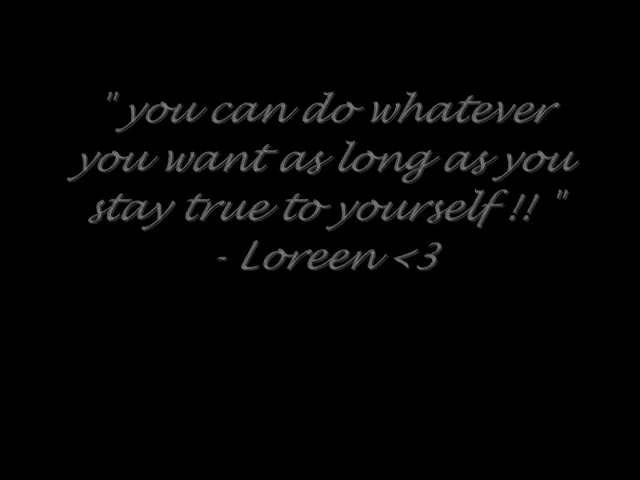 " you can do whatever
you want as long as you
stay true to yourself !! "
- Loreen <3